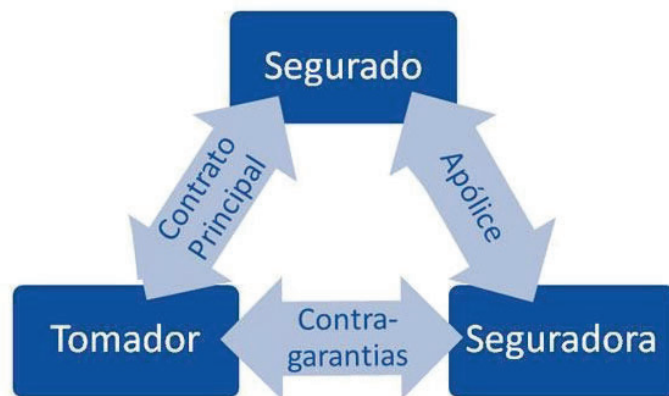 Segurado
Contrato
Principal
Apólice
Tomador
Contra-
garantias
Seguradora